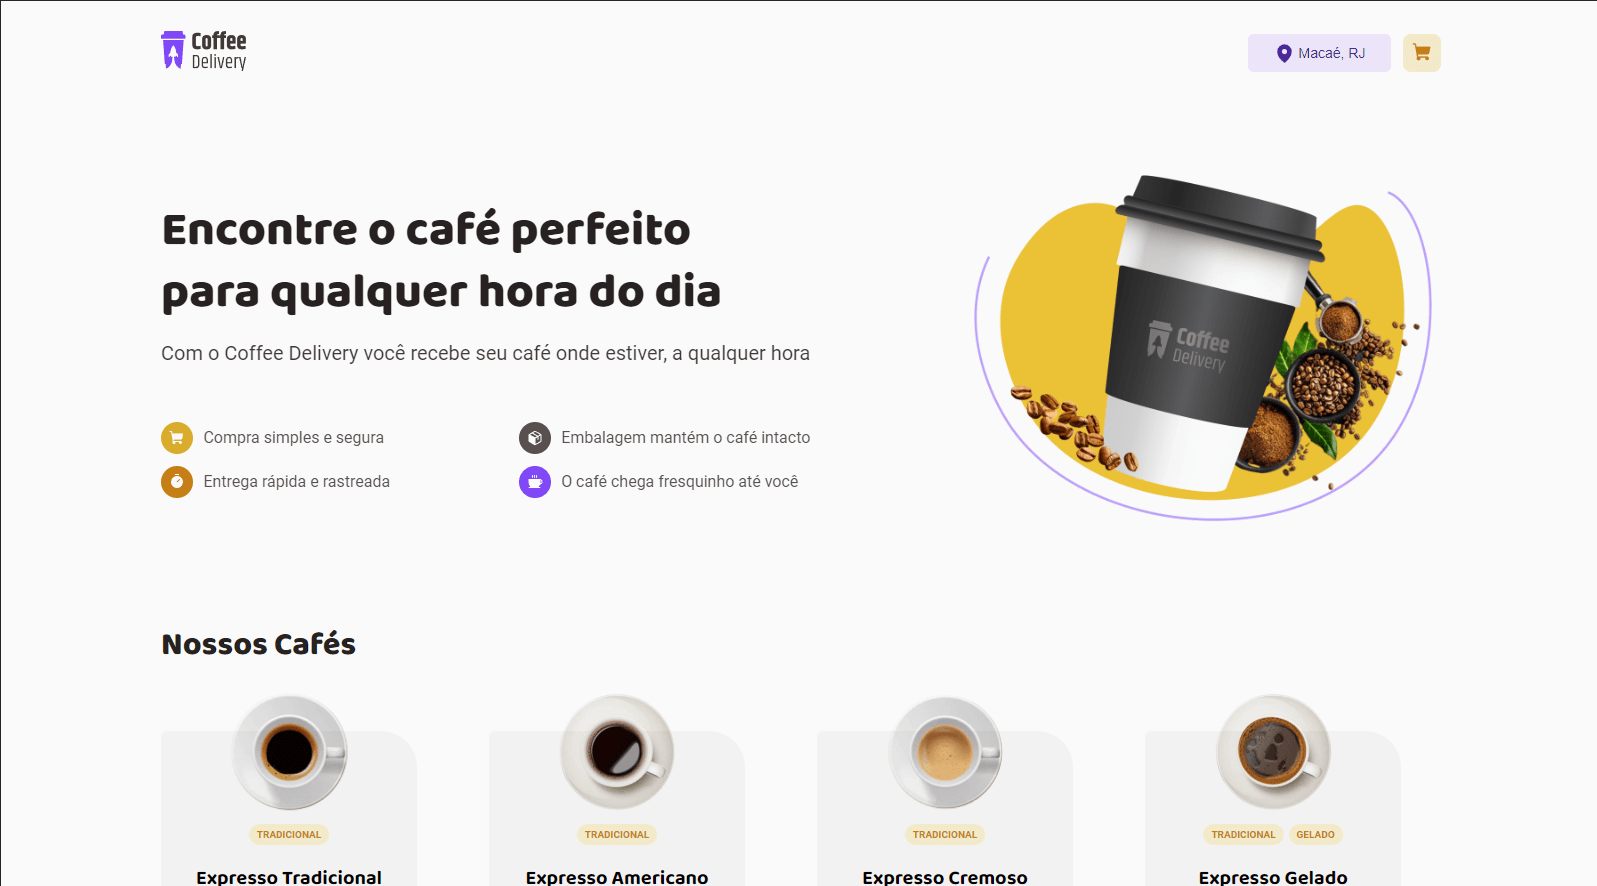 Coffee
Delivery
Macaé, RJ
Encontre o café perfeito
para qualquer hora do dia
Com o Coffee Delivery você recebe seu café onde estiver, a qualquer hora
Compra simples e segura
Embalagem mantém o café intacto
Entrega rápida e rastreada
O café chega fresquinho até você
Coffee
Delivery
Nossos Cafés
TRADICIONAL
Expresso Tradicional
TRADICIONAL
Expresso Americano
TRADICIONAL
Expresso Cremoso
TRADICIONAL GELADO
Expresso Gelado